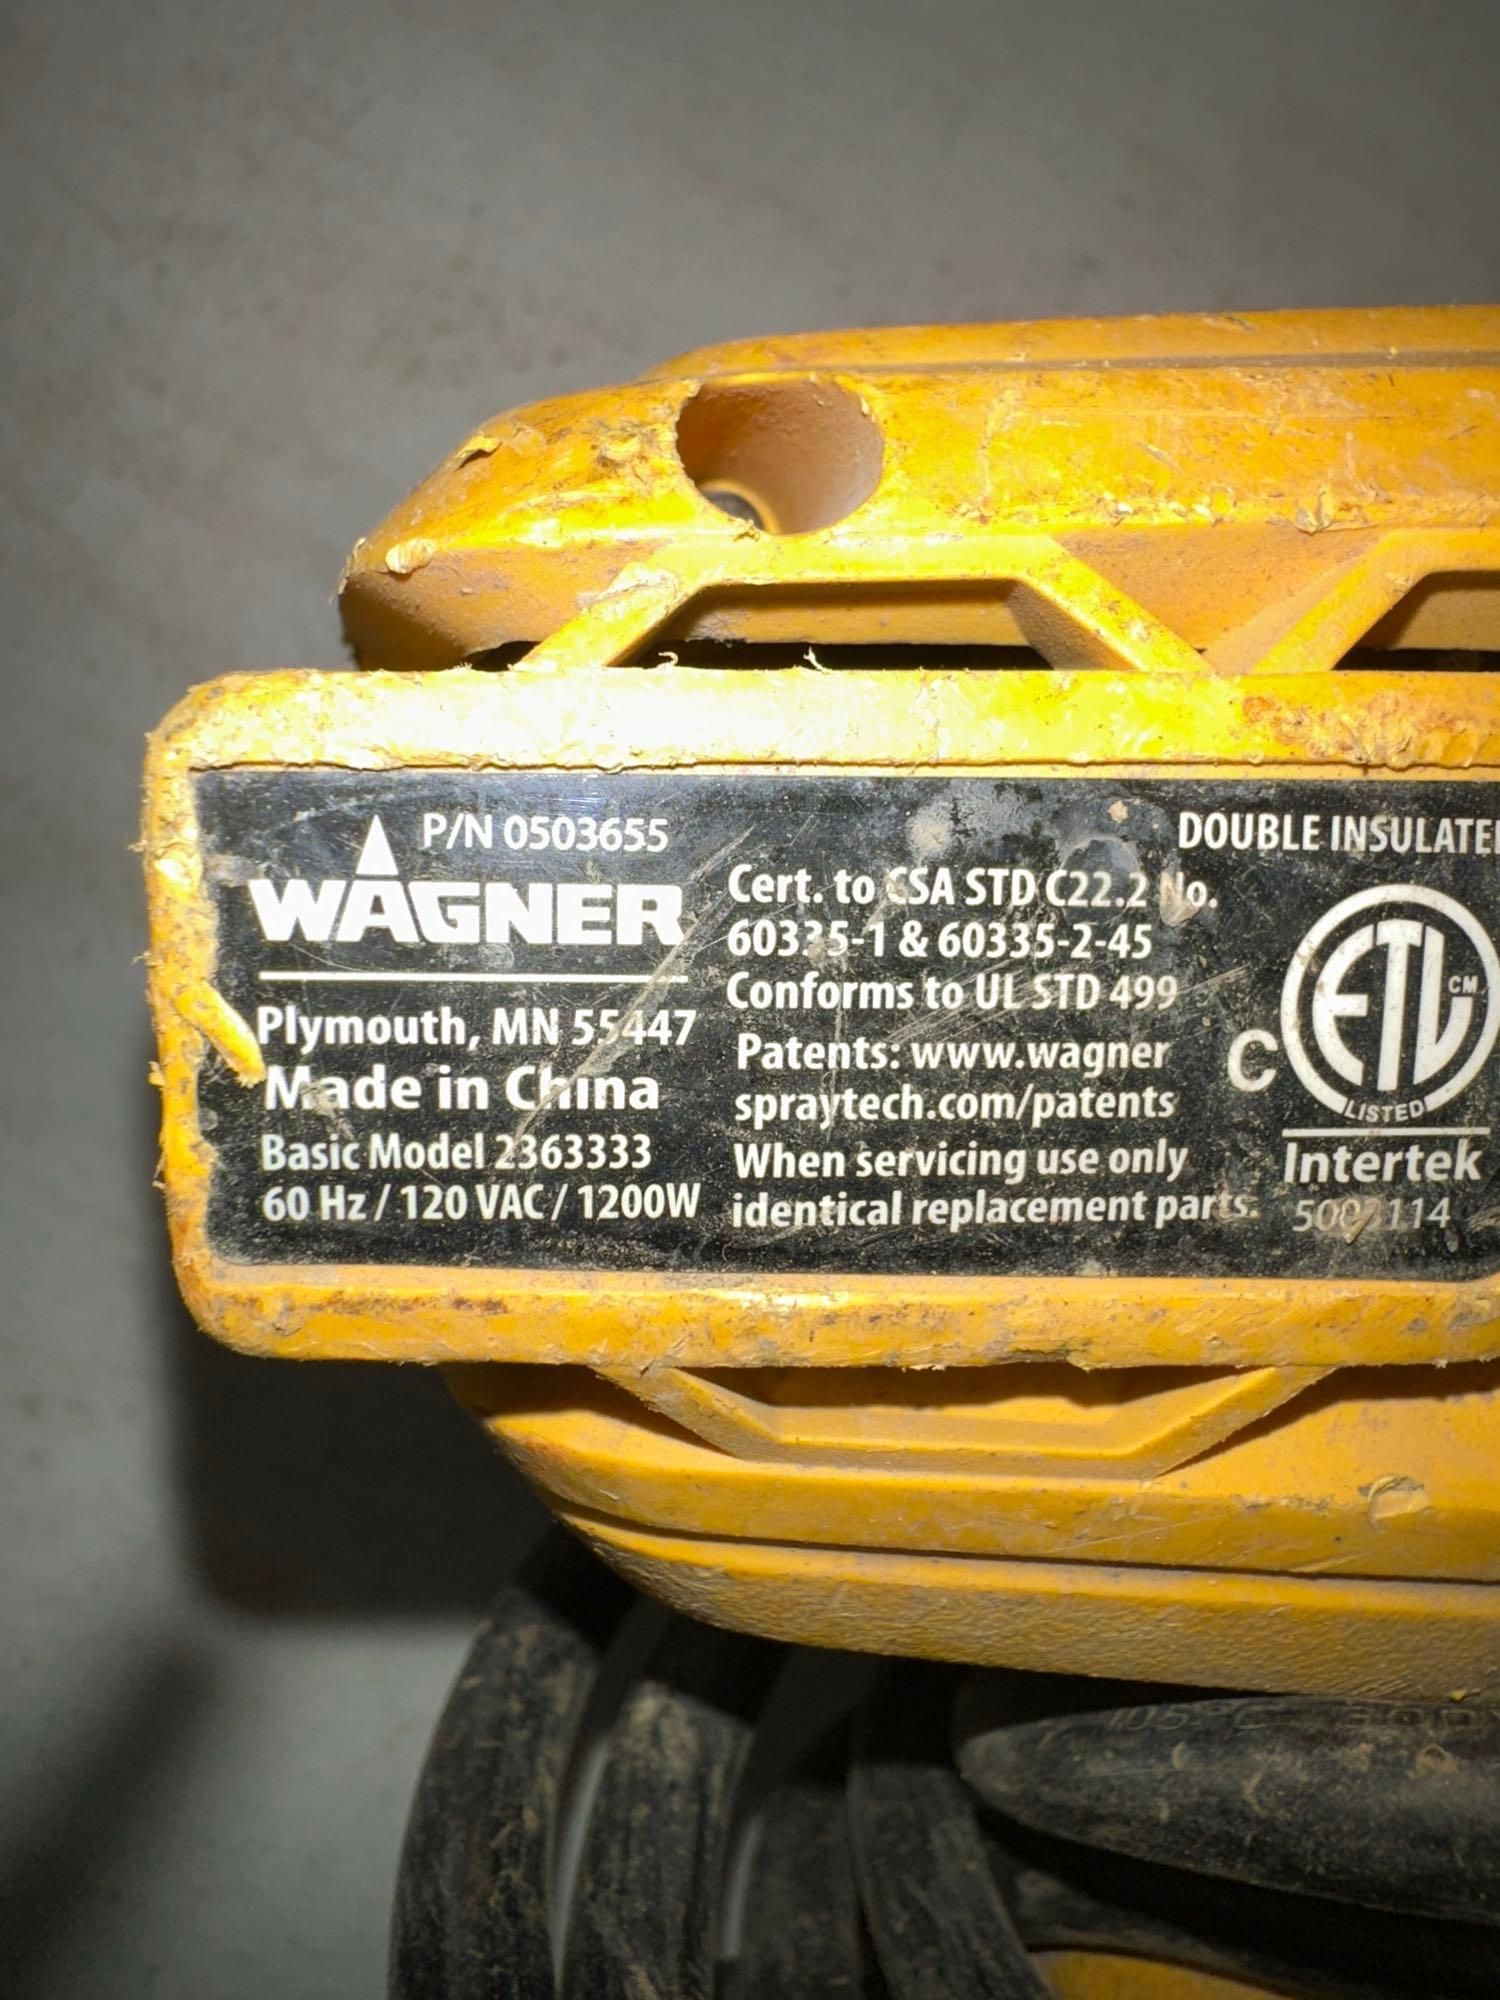 P/N 0503655
WAGNER
Plymouth, MN 55447
Made in China
Basic Model 2363333
60 Hz / 120 VAC / 1200W
Cert. to CSA STD C22.2 No.
60335-1 & 60335-2-45
Conforms to UL STD 499
Patents: www.wagner
spraytech.com/patents
When servicing use only
identical replacement parts.
DOUBLE INSULATE
C
ETL
CM
LISTED
Intertek
105°C